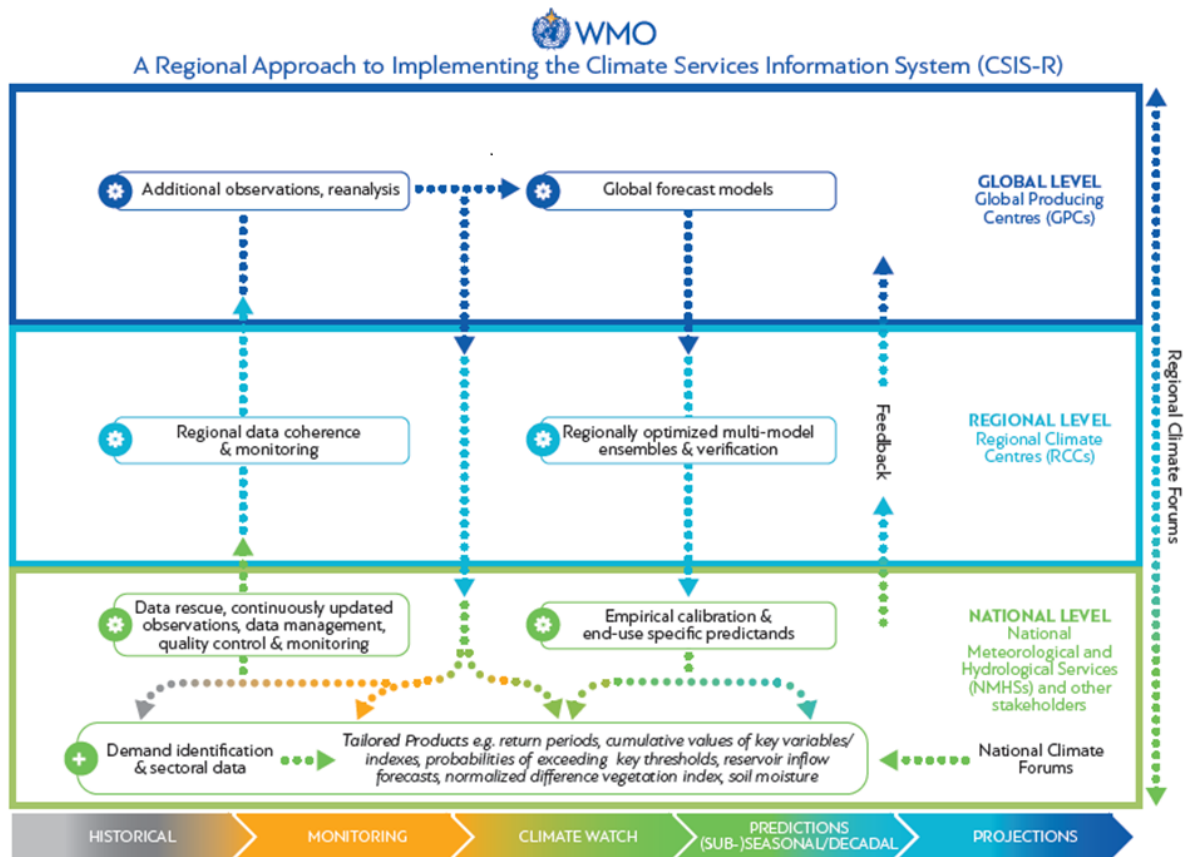 WMO
A Regional Approach to Implementing the Climate Services Information System (CSIS-R)
Additional observations, reanalysis
Global forecast models
GLOBAL LEVEL
Global Producing
Centres (GPCs)
Regional data coherence
& monitoring
Regionally optimized multi-model
ensembles & verification
Feedback
REGIONAL LEVEL
Regional Climate
Centres (RCCs)
Regional Climate Forums
Data rescue, continuously updated
observations, data management,
quality control & monitoring
Empirical calibration &
end-use specific predictands
NATIONAL LEVEL
National
Meteorological and
Hydrological Services
(NMHSs) and other
stakeholders
Demand identification
& sectoral data
Tailored Products e.g. return periods, cumulative values of key variables/
indexes, probabilities of exceeding key thresholds, reservoir inflow
forecasts, normalized difference vegetation index, soil moisture
National Climate
Forums
HISTORICAL
MONITORING
CLIMATE WATCH
PREDICTIONS
(SUB-)SEASONAL/DECADAL
PROJECTIONS